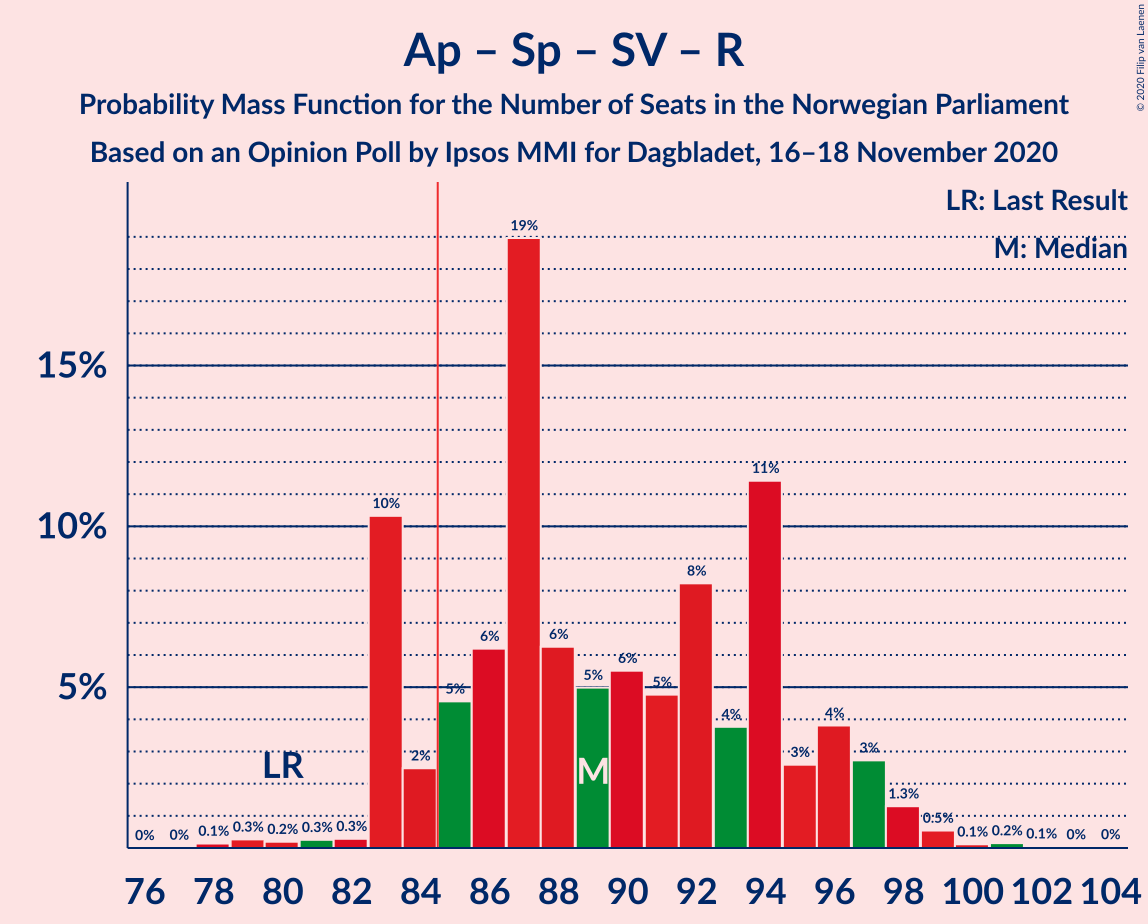 Ap – Sp – SV – R
Probability Mass Function for the Number of Seats in the Norwegian Parliament
Based on an Opinion Poll by Ipsos MMI for Dagbladet, 16–18 November 2020
© 2020 Filip van Laenen
LR: Last Result
M: Median
15%
10%
5%
0% 0% 0.1% 0.3% 0.2% 0.3% 0.3% 10% 2% 5% 6% 19% 6% 5% 6% 5% 8% 4% 11% 3% 4% 3% 1.3% 0.5% 0.1% 0.2% 0.1% 0% 0%
LR
M
76 78 80 82 84 86 88 90 92 94 96 98 100 102 104